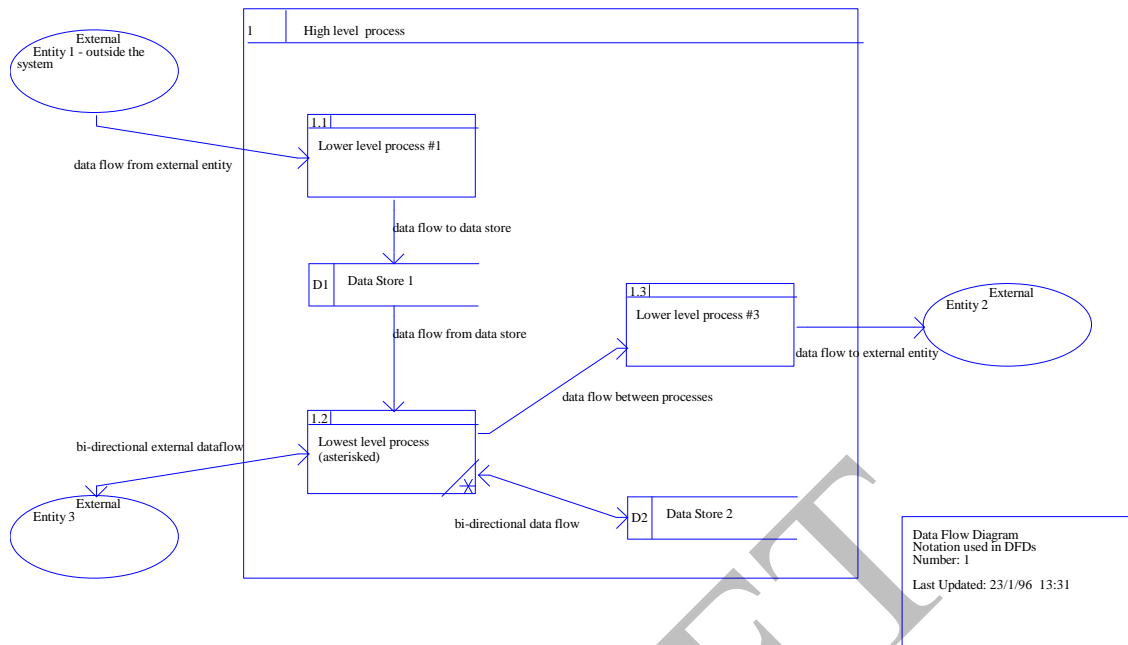 1 High level process
External
Entity 1 - outside the
system
1.1
Lower level process #1
data flow from external entity
data flow to data store
D1 Data Store 1
1.3
Lower level process #3
External
Entity 2
data flow from data store
data flow to external entity
data flow between processes
1.2
Lowest level process
(asterisked)
*
bi-directional external dataflow
External
Entity 3
bi-directional data flow
D2 Data Store 2
Data Flow Diagram
Notation used in DFDs
Number: 1
Last Updated: 23/1/96 13:31